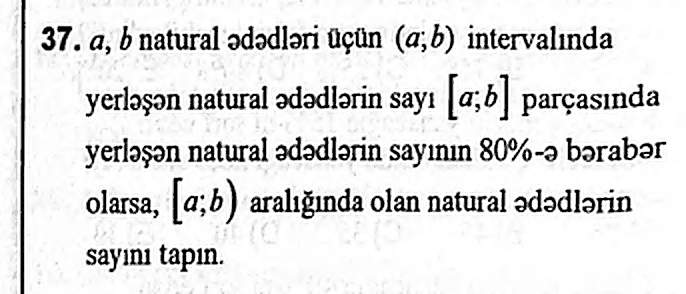 37. a, b natural ədədləri üçün (a;b) intervalında
yerləşən natural ədədlərin sayı [a;b] parçasında
yerləşən natural ədədlərin sayının 80%-ə bərabər
olarsa, [a;b) aralığında olan natural ədədlərin
sayını tapın.